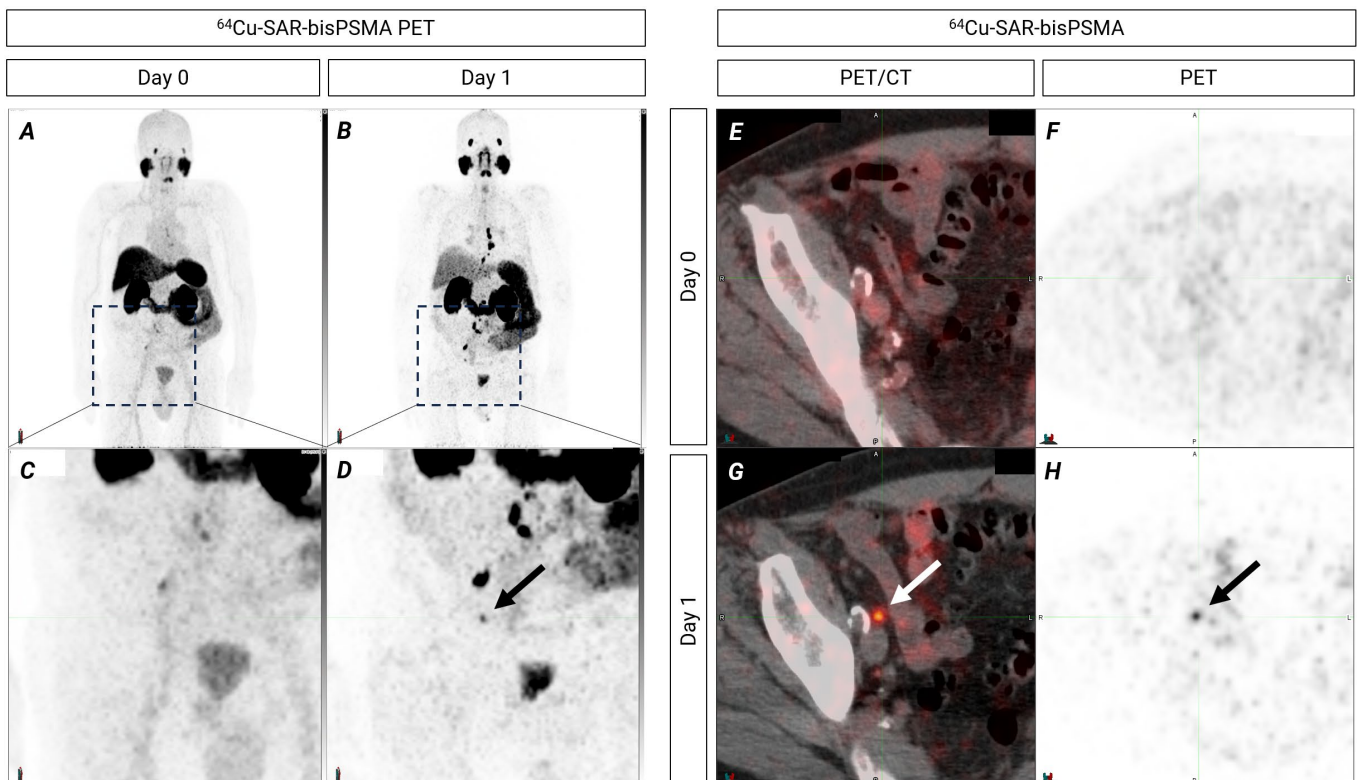 ⁶⁴Cu-SAR-bisPSMA PET
Day 0
Day 1
A
B
C
D
⁶⁴Cu-SAR-bisPSMA
PET/CT
PET
Day 0
Day 1
E
A
R
L
P
F
A
R
L
P
G
A
R
L
H
A
R
L